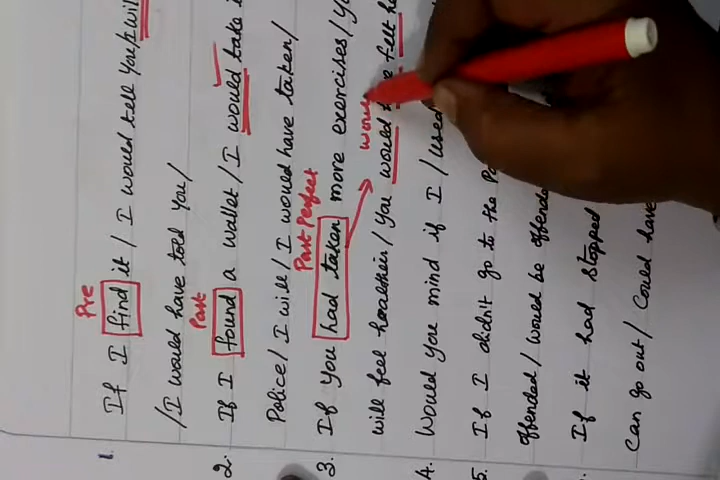 Pre
1. If I find it / I would tell you / I will
/ I would have told you /
Past
2. If I found a wallet / I would take
Police / I will / I would have taken /
Past Perfect
3. If you had taken more exercises /
woul
will feel healthier / You would felt
4. Would you mind if I / used
5. If I didn't go to the
offended / would be offende
If it had stopped
Can go out / Could have